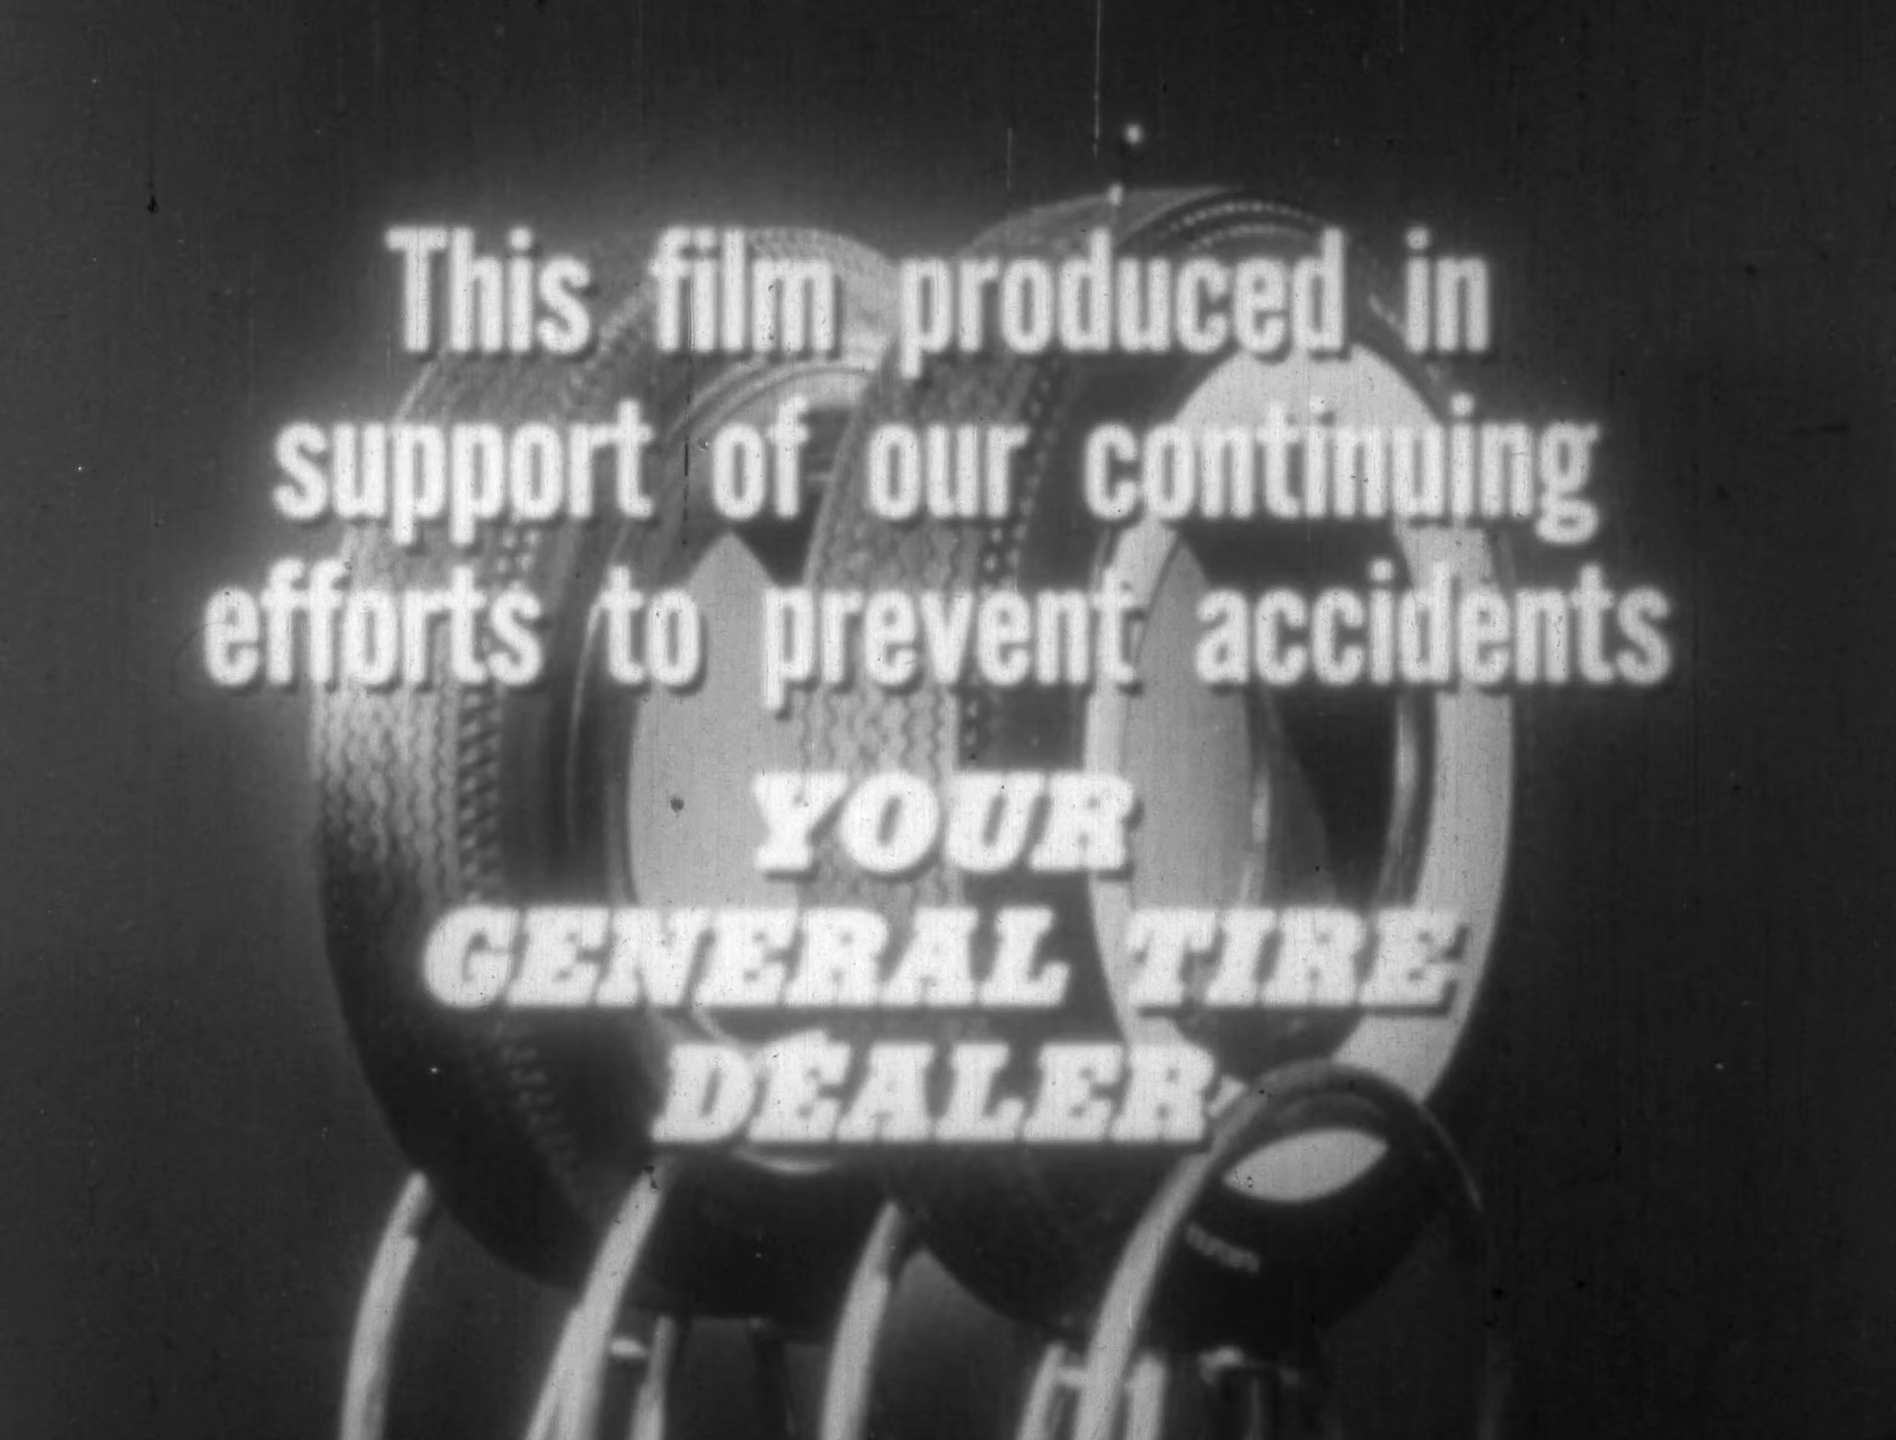 This film produced in
support of our continuing
efforts to prevent accidents
YOUR
GENERAL TIRE
DEALER